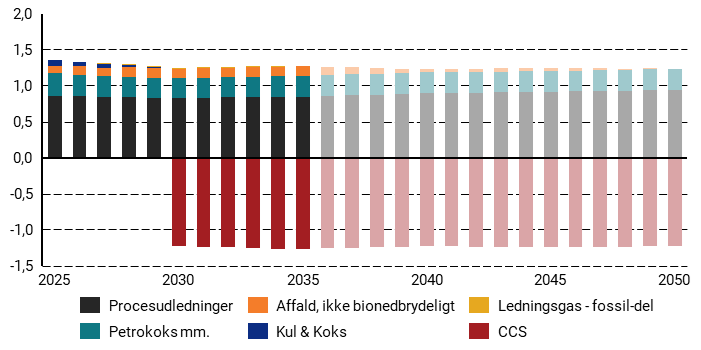 2,0
1,5
1,0
0,5
0,0
-0,5
-1,0
-1,5
2025 2030 2035 2040 2045 2050
Procesudledninger Affald, ikke bionedbrydeligt Ledningsgas - fossil-del
Petrokoks mm. Kul & Koks CCS